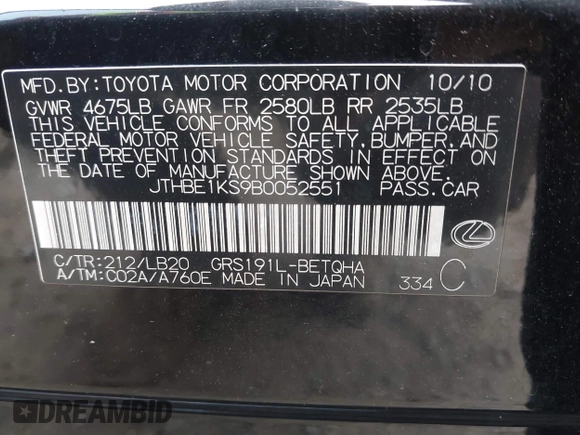 MFD.BY:TOYOTA MOTOR CORPORATION 10/10
GVWR 4675LB GAWR FR 2580LB RR 2535LB
THIS VEHICLE CONFORMS TO ALL APPLICABLE
FEDERAL MOTOR VEHICLE SAFETY,BUMPER,AND
THEFT PREVENTION STANDARDS IN EFFECT ON
THE DATE OF MANUFACTURE SHOWN ABOVE.
JTHBE1KS9B0052551 PASS.CAR
C/TR:212/LB20 GRS191L-BETQHA
A/TM:C02A/A760E MADE IN JAPAN 334 C
DREAMBID